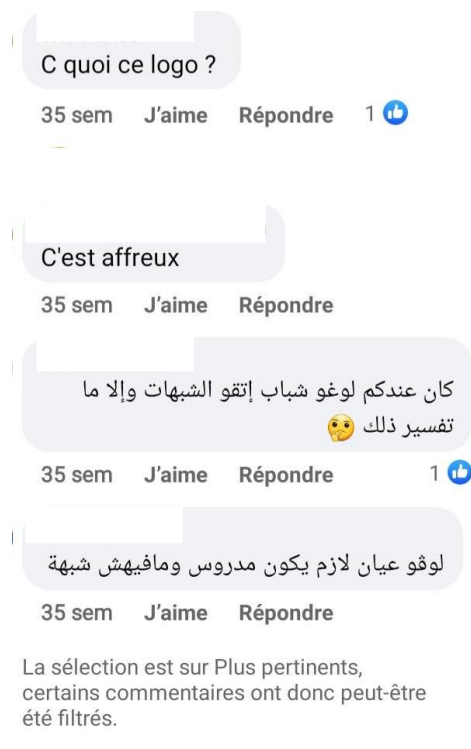 C quoi ce logo ?
35 sem J'aime Répondre 1
C'est affreux
35 sem J'aime Répondre
كان عندكم لوغو شباب إتقو الشبهات وإلا ما
تفسير ذلك 🤔
35 sem J'aime Répondre 1
لوڨو عيان لازم يكون مدروس ومافيهش شبهة
35 sem J'aime Répondre
La sélection est sur Plus pertinents,
certains commentaires ont donc peut-être
été filtrés.